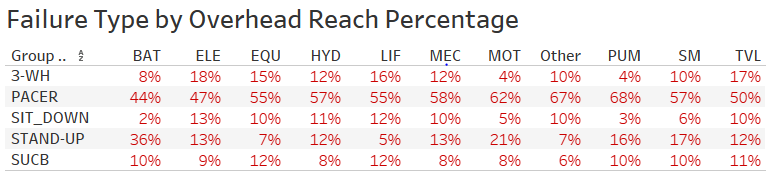 Failure Type by Overhead Reach Percentage
Group .. A Z BAT ELE EQU HYD LIF MEC MOT Other PUM SM TVL
3-WH 8% 18% 15% 12% 16% 12% 4% 10% 4% 10% 17%
PACER 44% 47% 55% 57% 55% 58% 62% 67% 68% 57% 50%
SIT_DOWN 2% 13% 10% 11% 12% 10% 5% 10% 3% 6% 10%
STAND-UP 36% 13% 7% 12% 5% 13% 21% 7% 16% 17% 12%
SUCB 10% 9% 12% 8% 12% 8% 8% 6% 10% 10% 11%